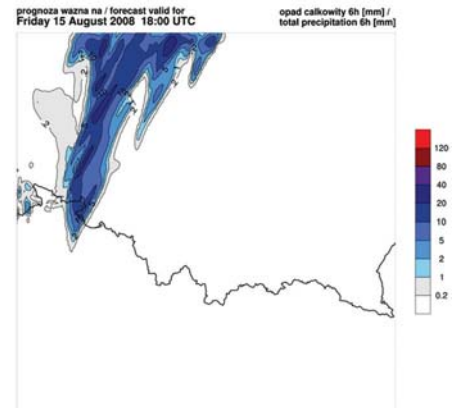 prognoza wazna na / forecast valid for
Friday 15 August 2008 18:00 UTC
opad calkowity 6h [mm] /
total precipitation 6h [mm]
120
80
40
20
10
5
2
1
0.2